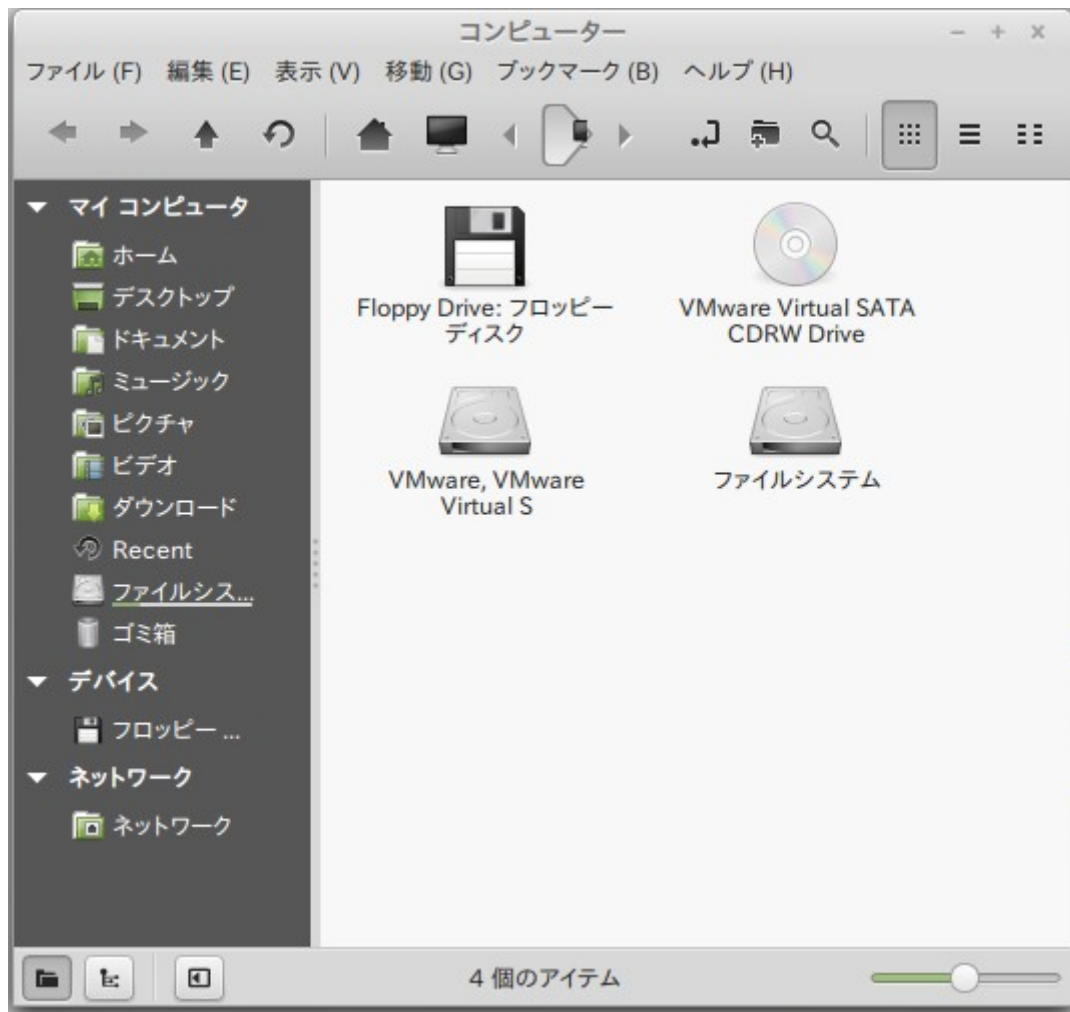 コンピューター
ファイル (F) 編集 (E) 表示 (V) 移動 (G) ブックマーク (B) ヘルプ (H)
マイ コンピュータ
ホーム
デスクトップ
ドキュメント
ミュージック
ピクチャ
ビデオ
ダウンロード
Recent
ファイルシス...
ゴミ箱
デバイス
フロッピー ...
ネットワーク
ネットワーク
Floppy Drive: フロッピー
ディスク
VMware Virtual SATA
CDRW Drive
VMware, VMware
Virtual S
ファイルシステム
4 個のアイテム